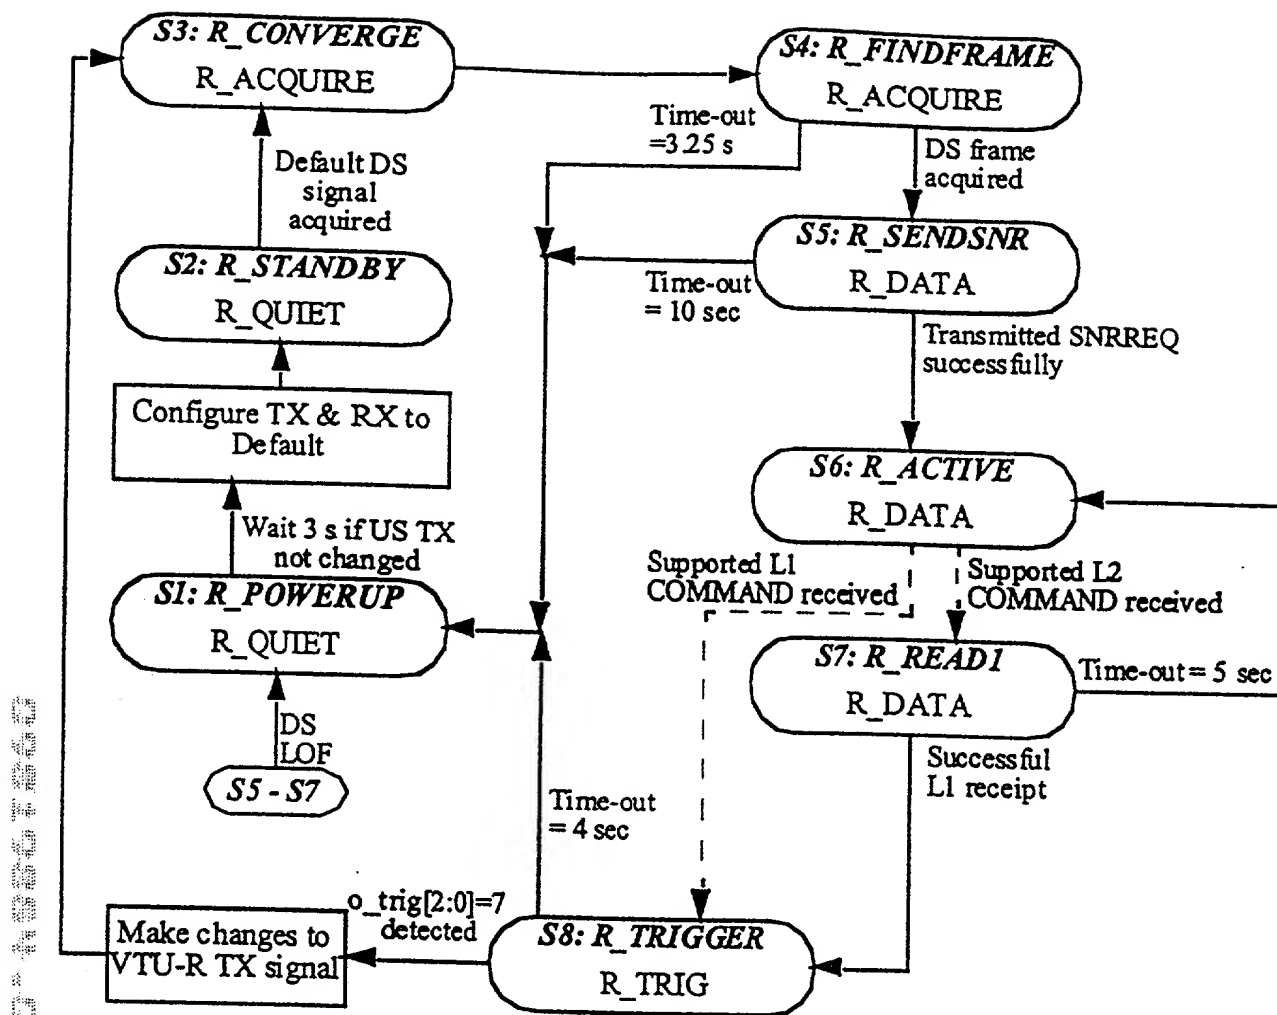 S3: R_CONVERGE
R_ACQUIRE
S4: R_FINDFRAME
R_ACQUIRE
Time-out
=3.25 s
DS frame
acquired
Default DS
signal
acquired
S5: R_SENDSNR
R_DATA
S2: R_STANDBY
R_QUIET
Time-out
= 10 sec
Transmitted SNRREQ
successfully
Configure TX & RX to
Default
S6: R_ACTIVE
R_DATA
Wait 3 s if US TX
not changed
Supported L1
COMMAND received
Supported L2
COMMAND received
S1: R_POWERUP
R_QUIET
S7: R_READ1
R_DATA
Time-out= 5 sec
DS
LOF
S5 - S7
Successful
L1 receipt
Time-out
= 4 sec
o_trig[2:0]=7
detected
Make changes to
VTU-R TX signal
S8: R_TRIGGER
R_TRIG